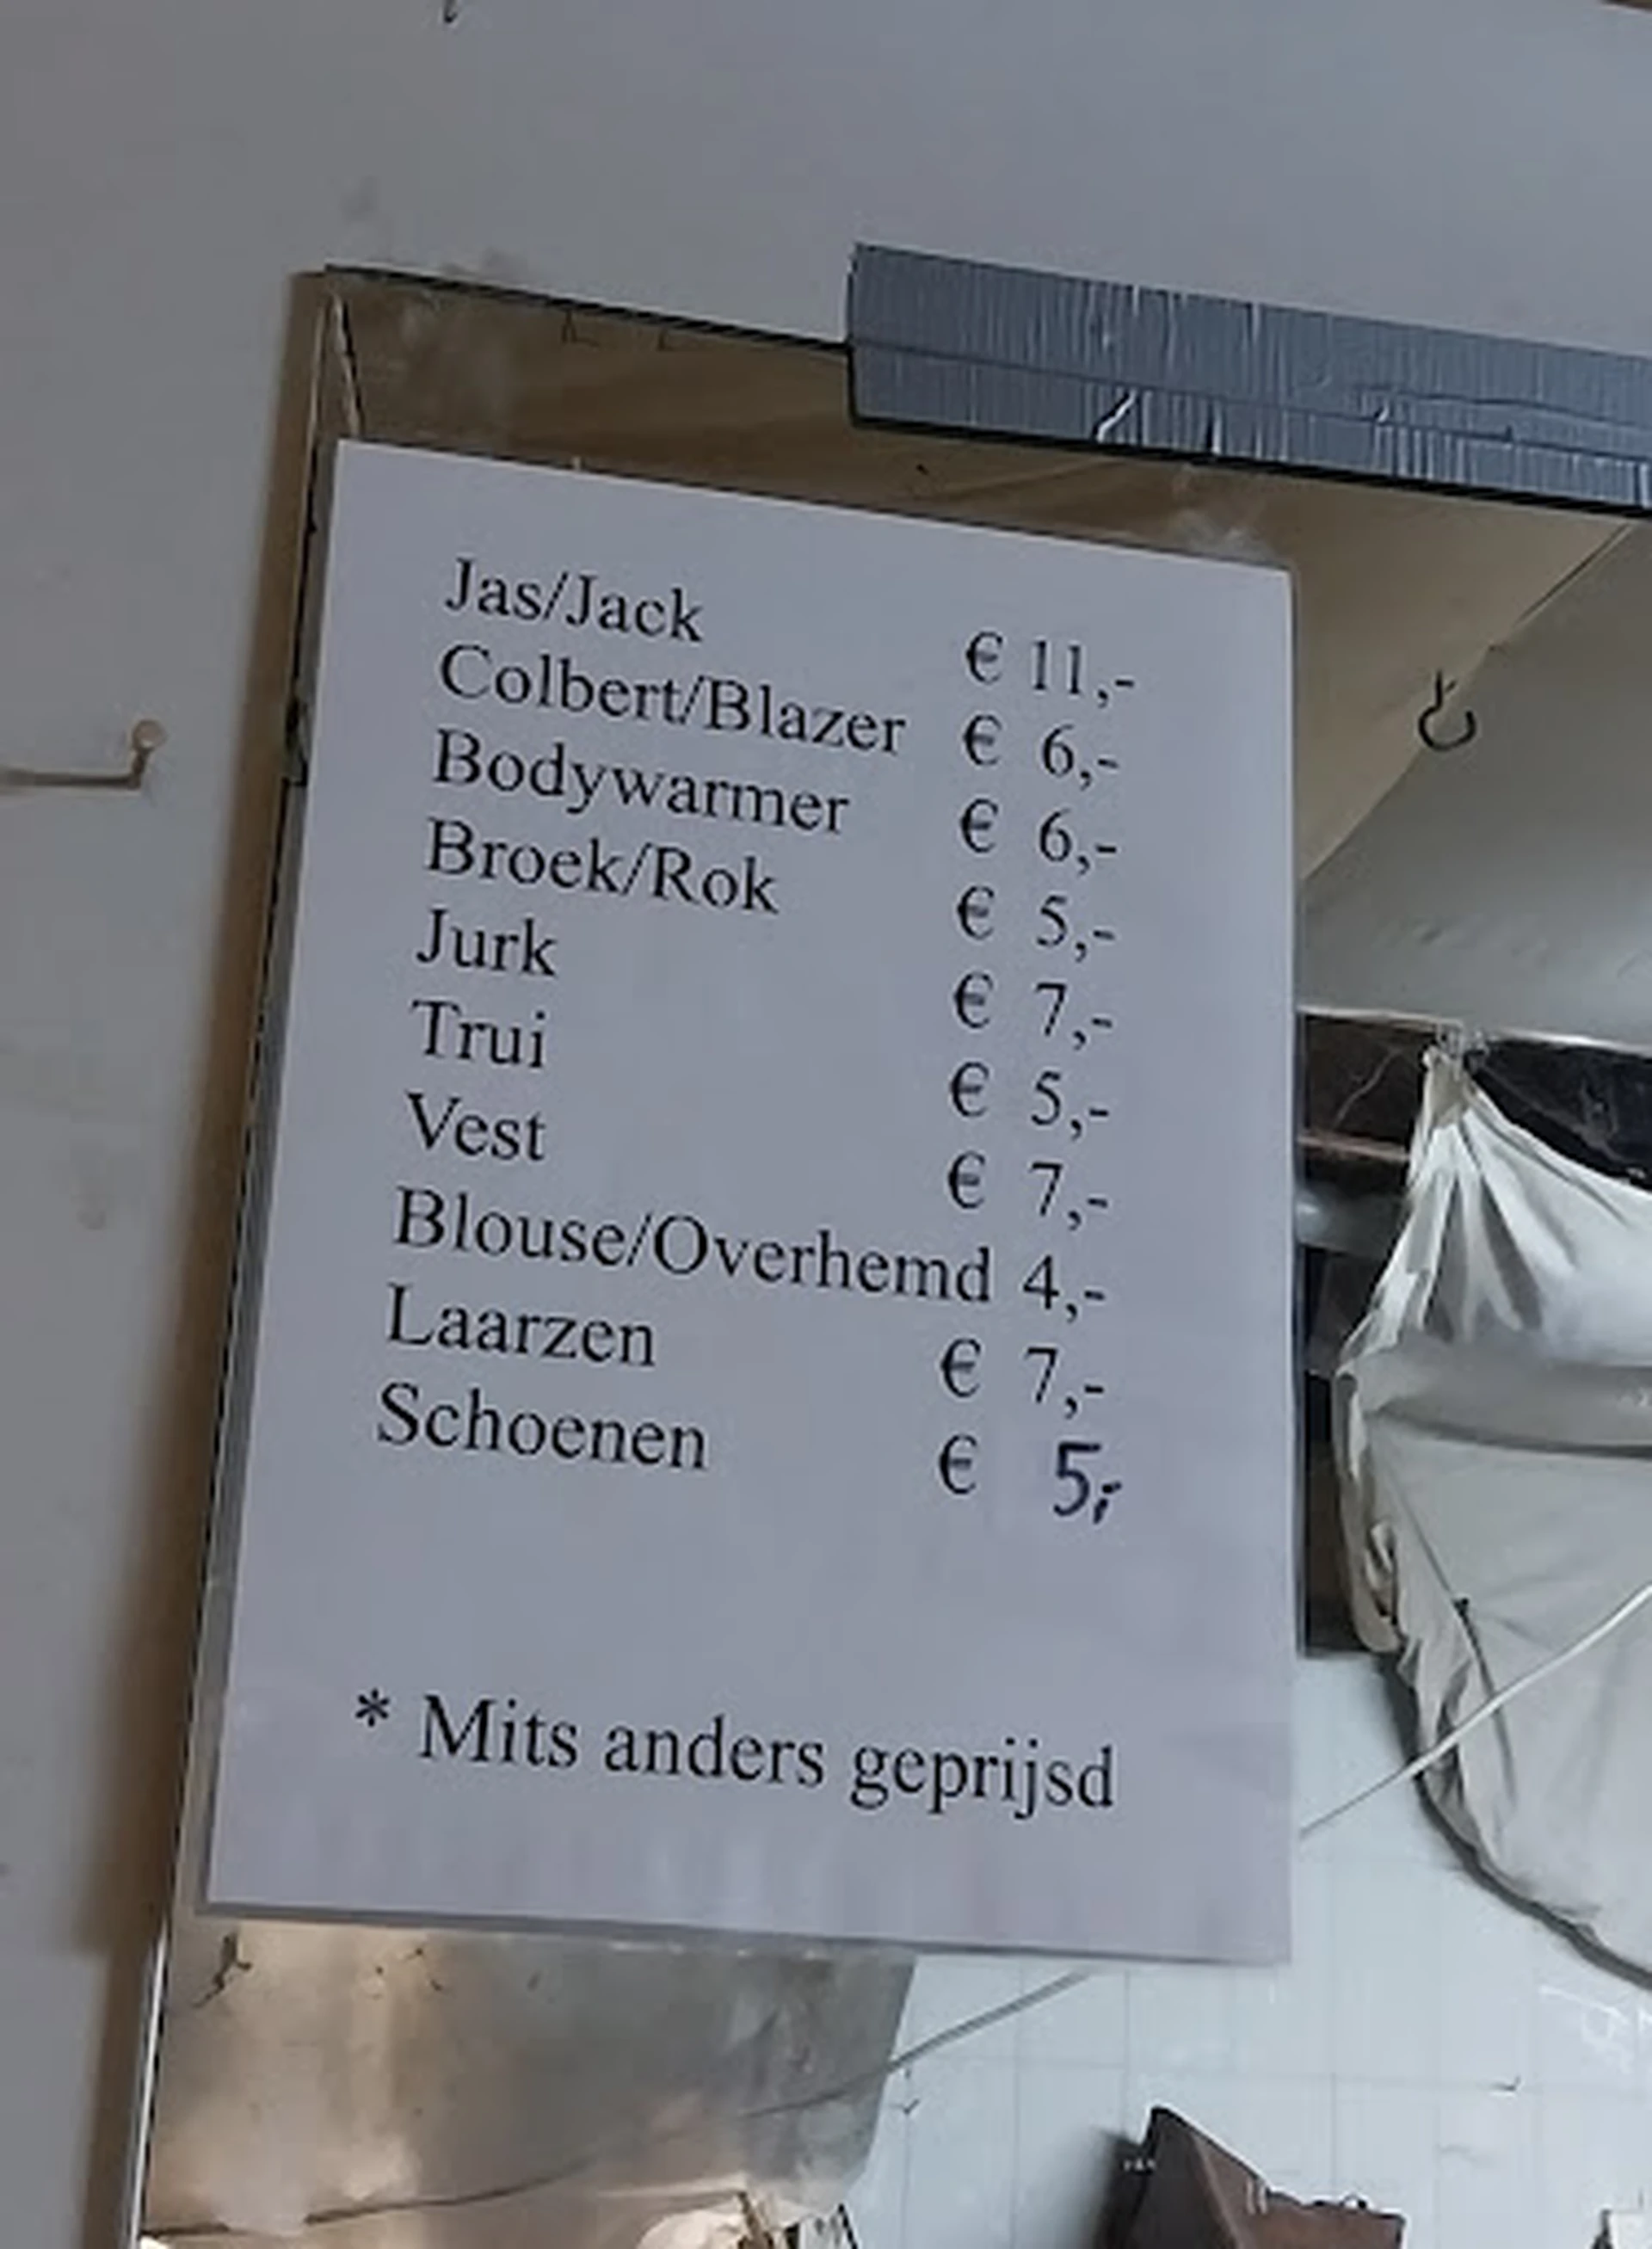 Jas/Jack € 11,-
Colbert/Blazer € 6,-
Bodywarmer € 6,-
Broek/Rok € 5,-
Jurk € 7,-
Trui € 5,-
Vest € 7,-
Blouse/Overhemd 4,-
Laarzen € 7,-
Schoenen € 5,-
* Mits anders geprijsd